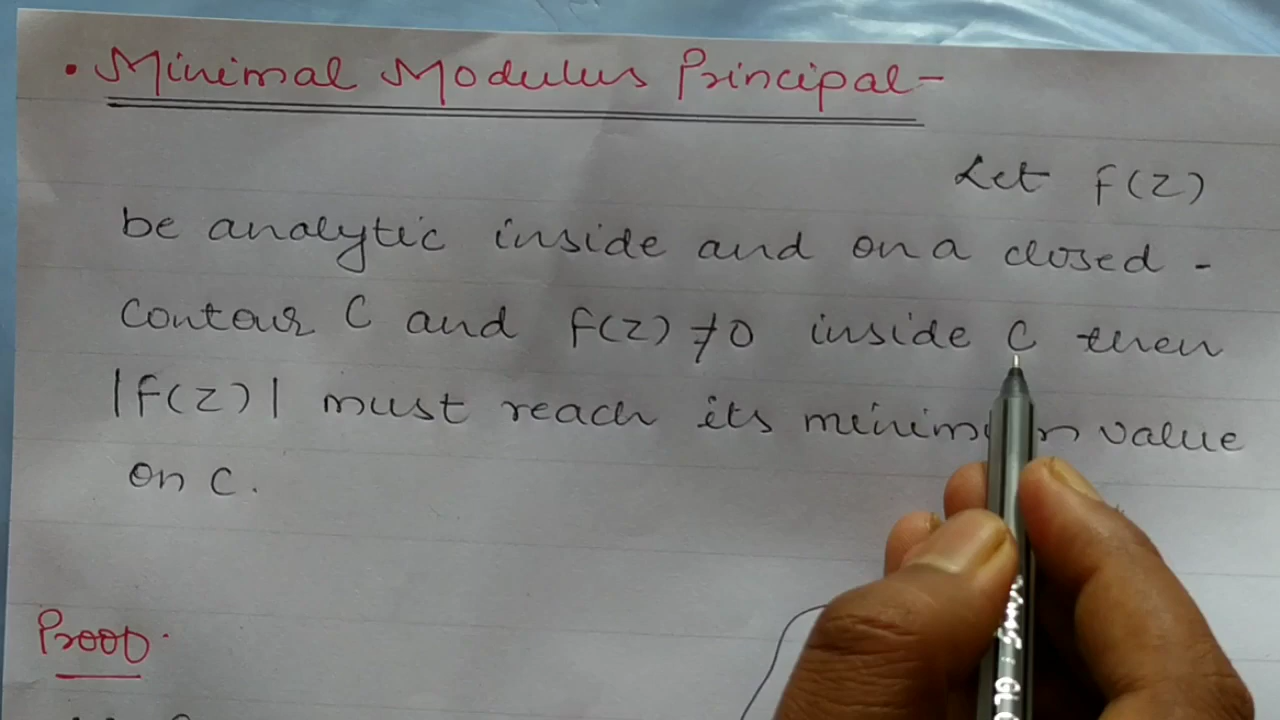 • Minimal Modulus Principal -
Let f(z)
be analytic inside and on a closed -
contour C and f(z) ≠ 0 inside C then
|f(z)| must reach its value
on C.
Proof.